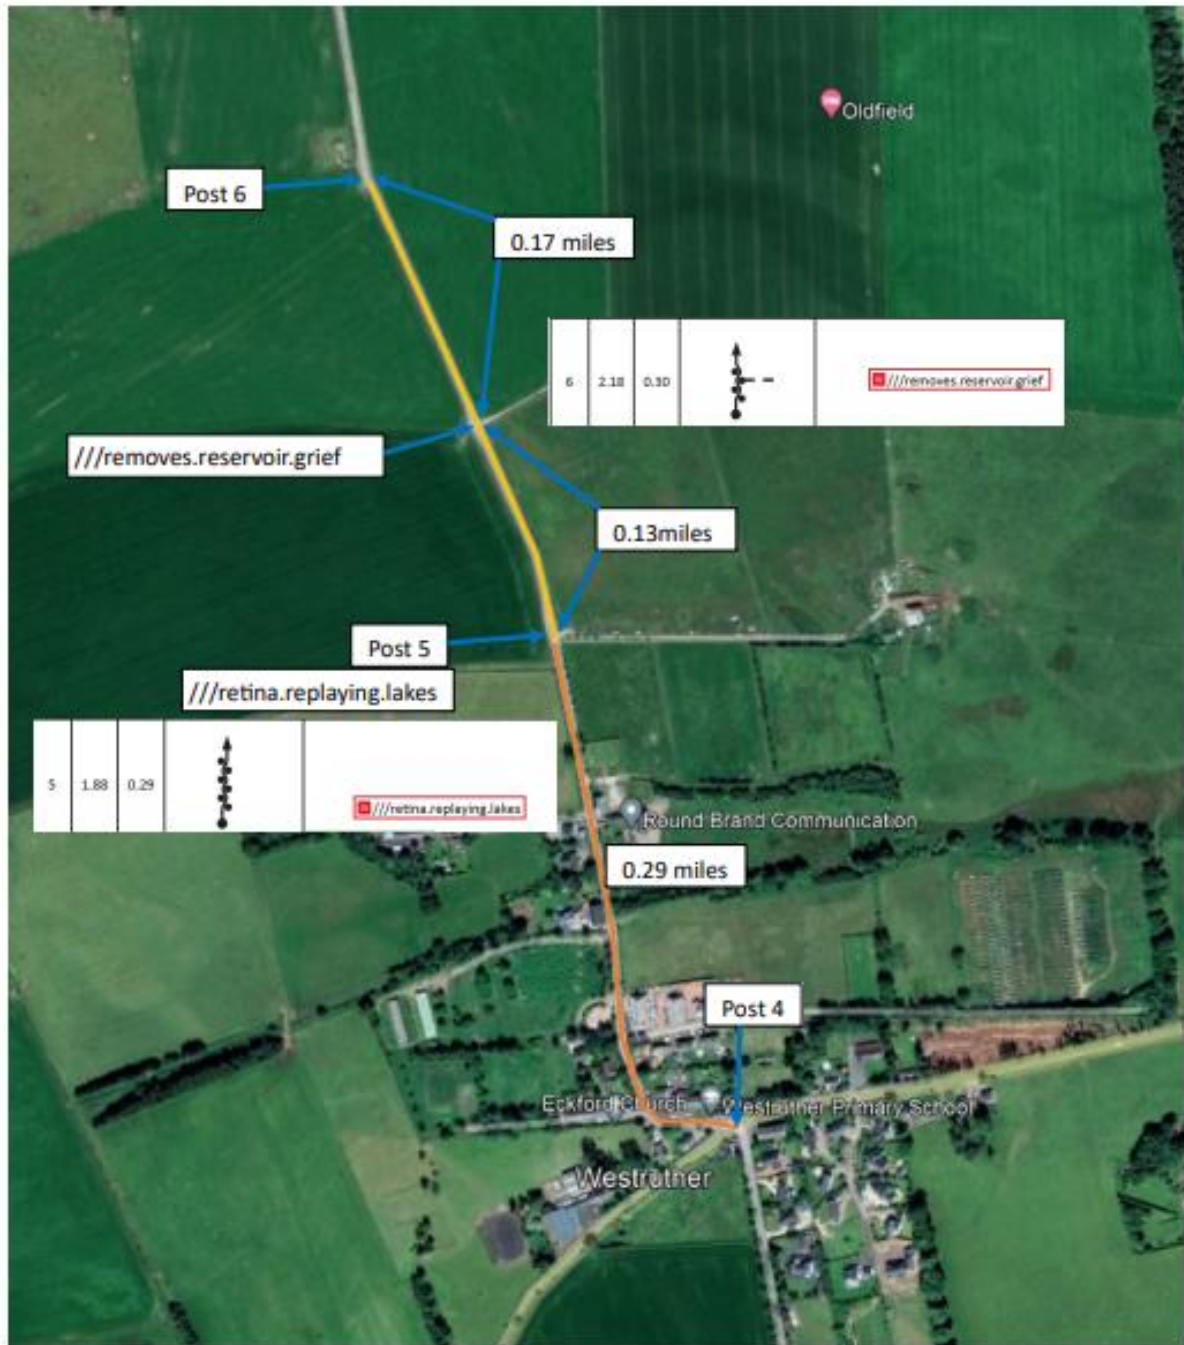 Oldfield
Post 6
0.17 miles
6 2.18 0.30 ///removes.reservoir.grief
///removes.reservoir.grief
0.13miles
Post 5
///retina.replaying.lakes
5 1.88 0.29 ///retina.replaying.lakes
Round Brand Communication
0.29 miles
Post 4
Eckford Church
Westruther Primary School
Westruther